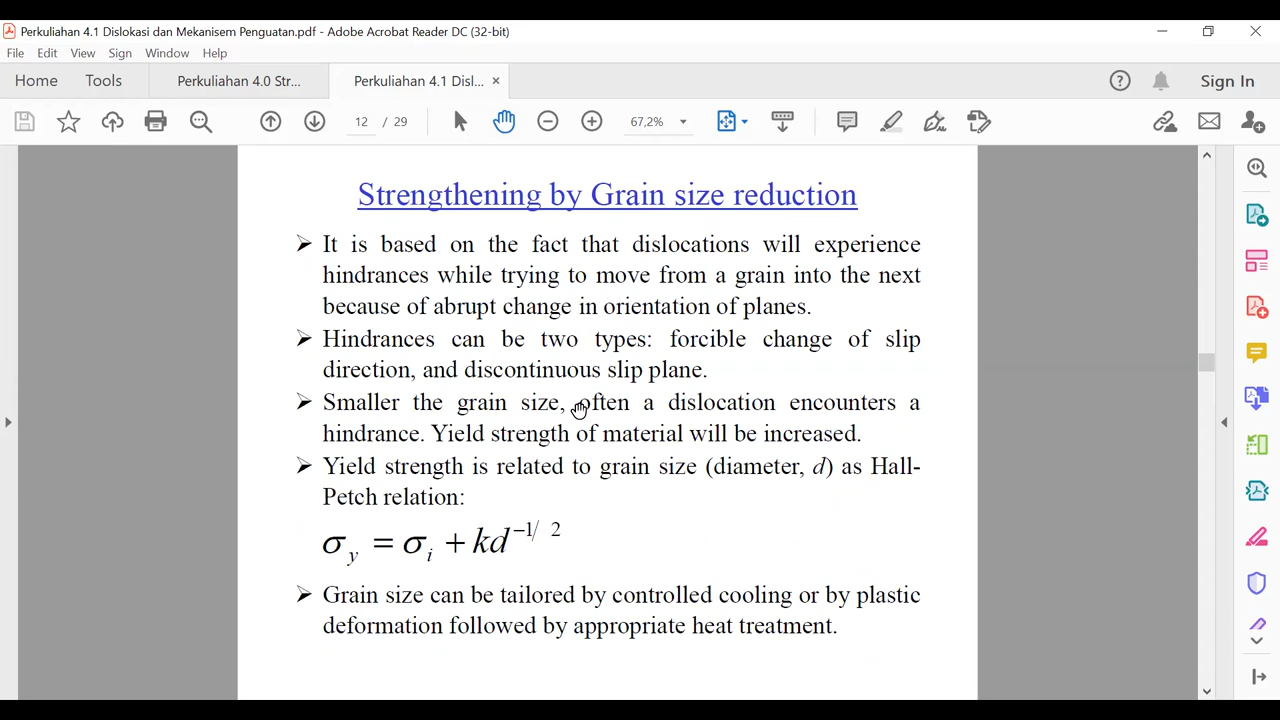 Perkuliahan 4.1 Dislokasi dan Mekanisem Penguatan.pdf - Adobe Acrobat Reader DC (32-bit)
File Edit View Sign Window Help
Home Tools Perkuliahan 4.0 Str... Perkuliahan 4.1 Disl... × Sign In
12 / 29 67,2%
Strengthening by Grain size reduction
➢ It is based on the fact that dislocations will experience
hindrances while trying to move from a grain into the next
because of abrupt change in orientation of planes.
➢ Hindrances can be two types: forcible change of slip
direction, and discontinuous slip plane.
➢ Smaller the grain size, often a dislocation encounters a
hindrance. Yield strength of material will be increased.
➢ Yield strength is related to grain size (diameter, d) as Hall-
Petch relation:
σ_y = σ_i + kd^{-1/2}
➢ Grain size can be tailored by controlled cooling or by plastic
deformation followed by appropriate heat treatment.